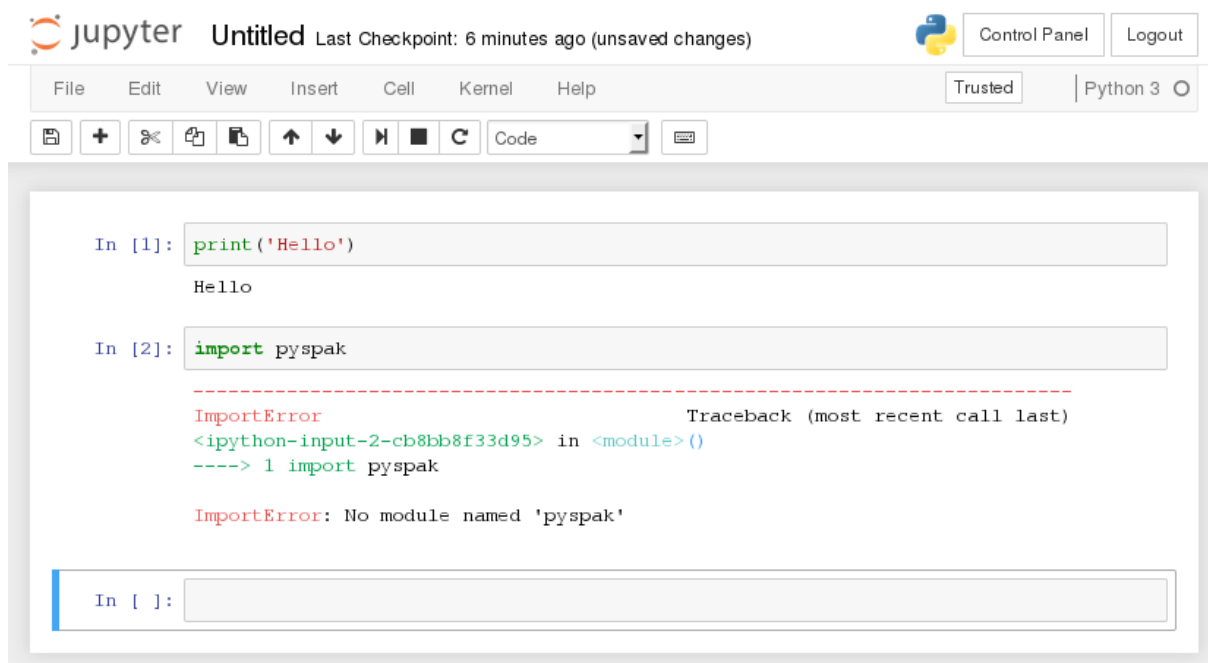 jupyter Untitled Last Checkpoint: 6 minutes ago (unsaved changes) Control Panel Logout
File Edit View Insert Cell Kernel Help Trusted Python 3
Code
In [1]: print('Hello')
Hello
In [2]: import pyspak
---------------------------------------------------------------------------
ImportError Traceback (most recent call last)
<ipython-input-2-cb8bb8f33d95> in <module>()
----> 1 import pyspak
ImportError: No module named 'pyspak'
In [ ]: